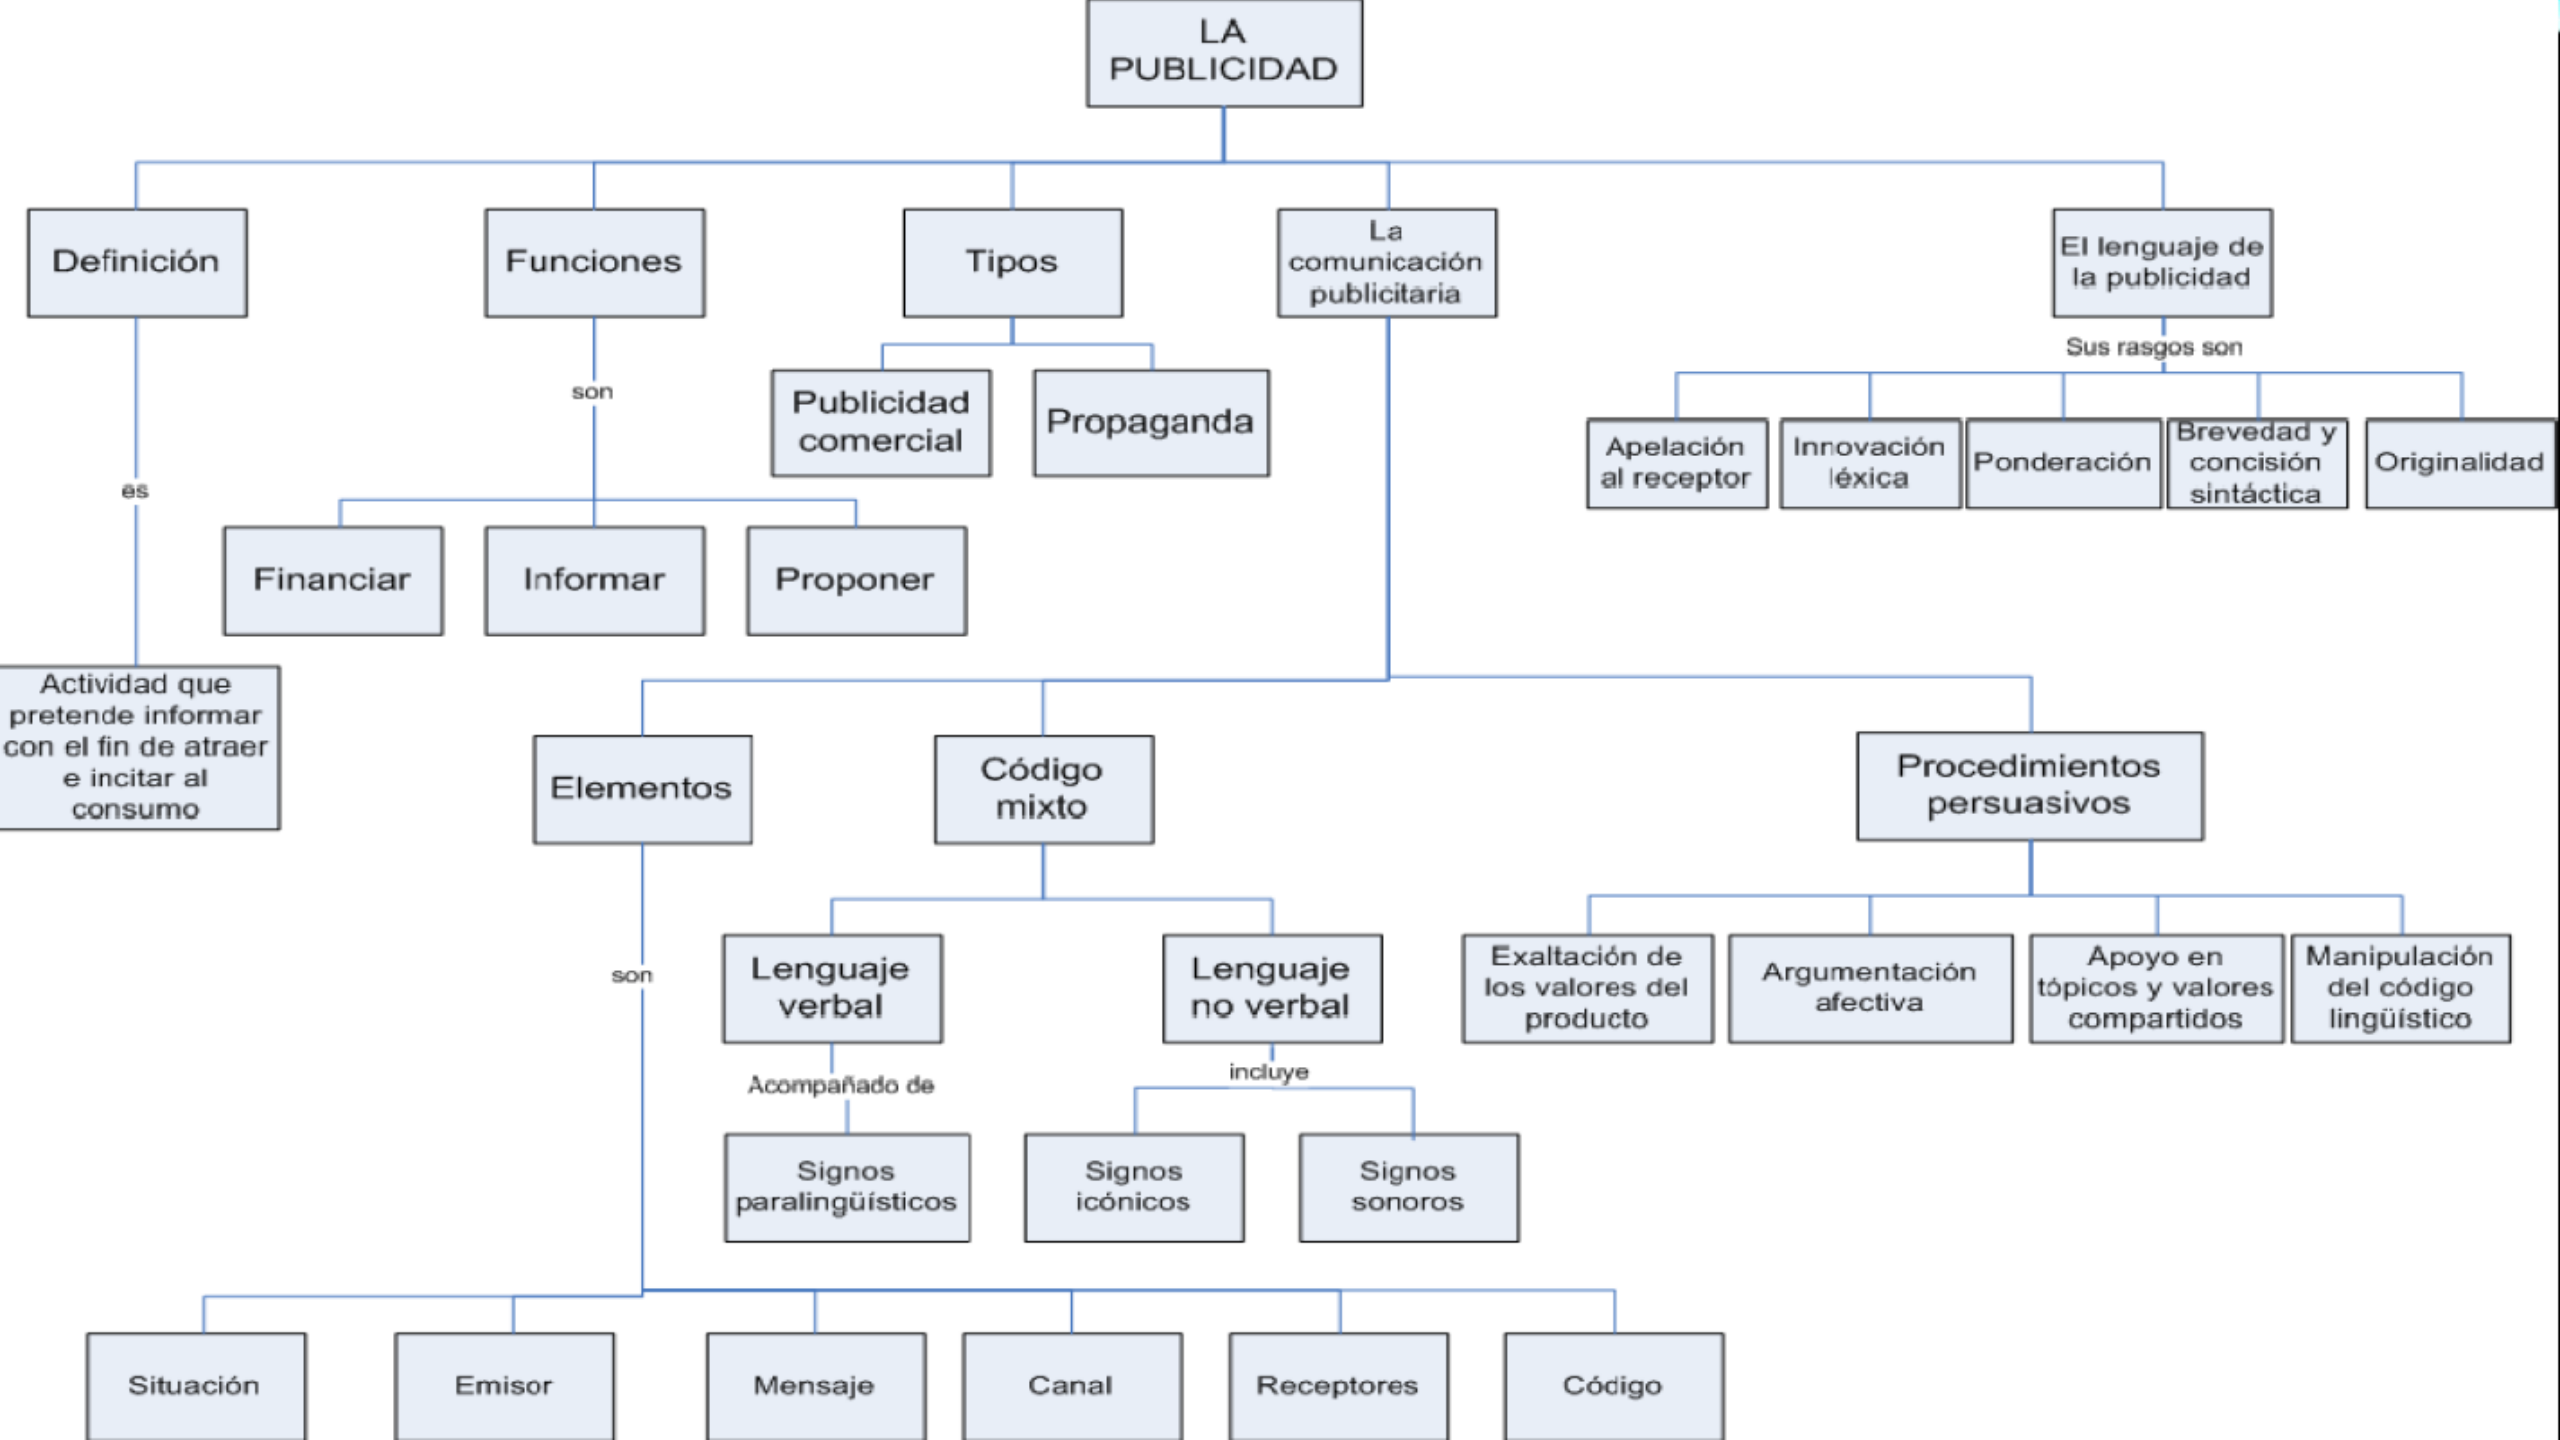 LA
PUBLICIDAD
Definición
Funciones
Tipos
La
comunicación
publicitaria
El lenguaje de
la publicidad
Sus rasgos son
son
Publicidad
comercial
Propaganda
Apelación
al receptor
Innovación
léxica
Ponderación
Brevedad y
concisión
sintáctica
Originalidad
es
Financiar
Informar
Proponer
Actividad que
pretende informar
con el fin de atraer
e incitar al
consumo
Elementos
Código
mixto
Procedimientos
persuasivos
son
Lenguaje
verbal
Lenguaje
no verbal
Exaltación de
los valores del
producto
Argumentación
afectiva
Apoyo en
tópicos y valores
compartidos
Manipulación
del código
lingüístico
Acompañado de
incluye
Signos
paralingüísticos
Signos
icónicos
Signos
sonoros
Situación
Emisor
Mensaje
Canal
Receptores
Código